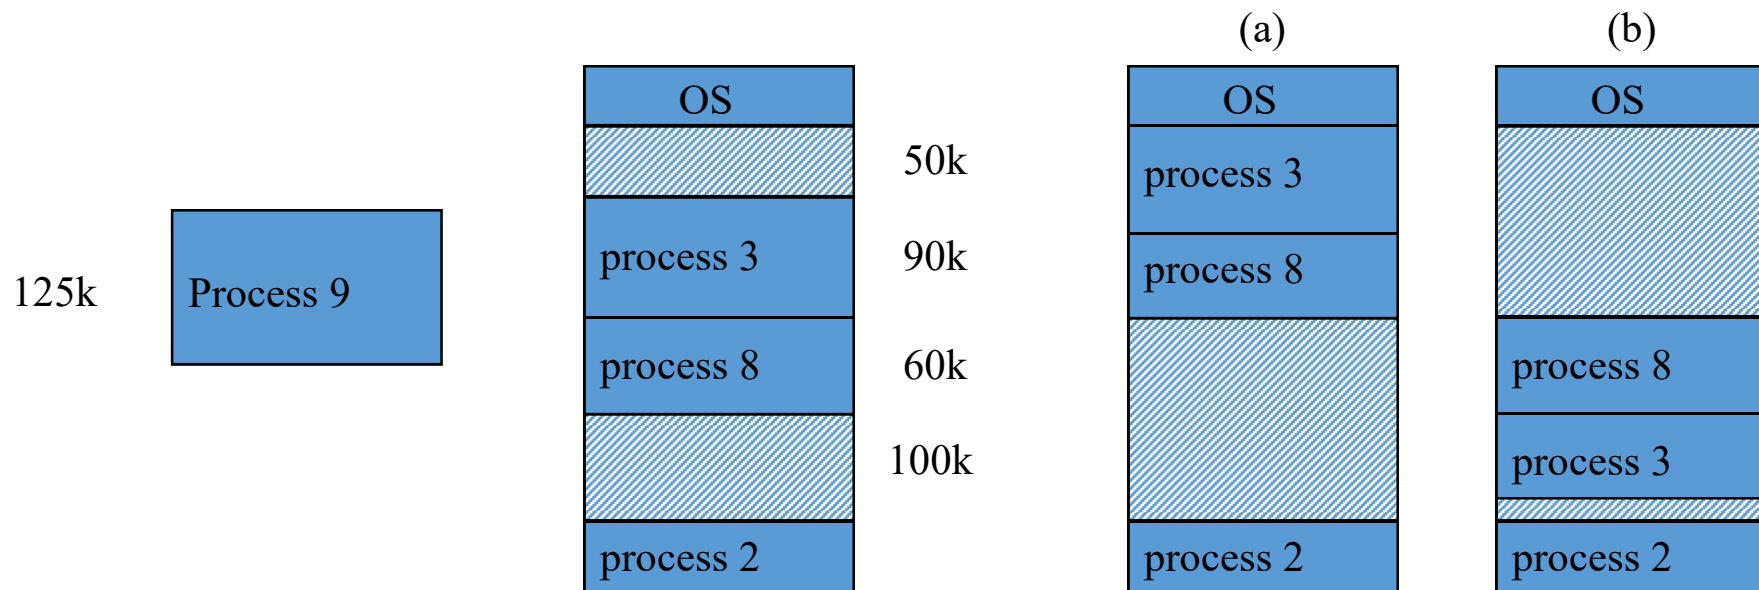 (a)
(b)
OS
OS
OS
50k
process 3
process 3
90k
125k
Process 9
process 8
process 8
60k
process 8
100k
process 3
process 2
process 2
process 2